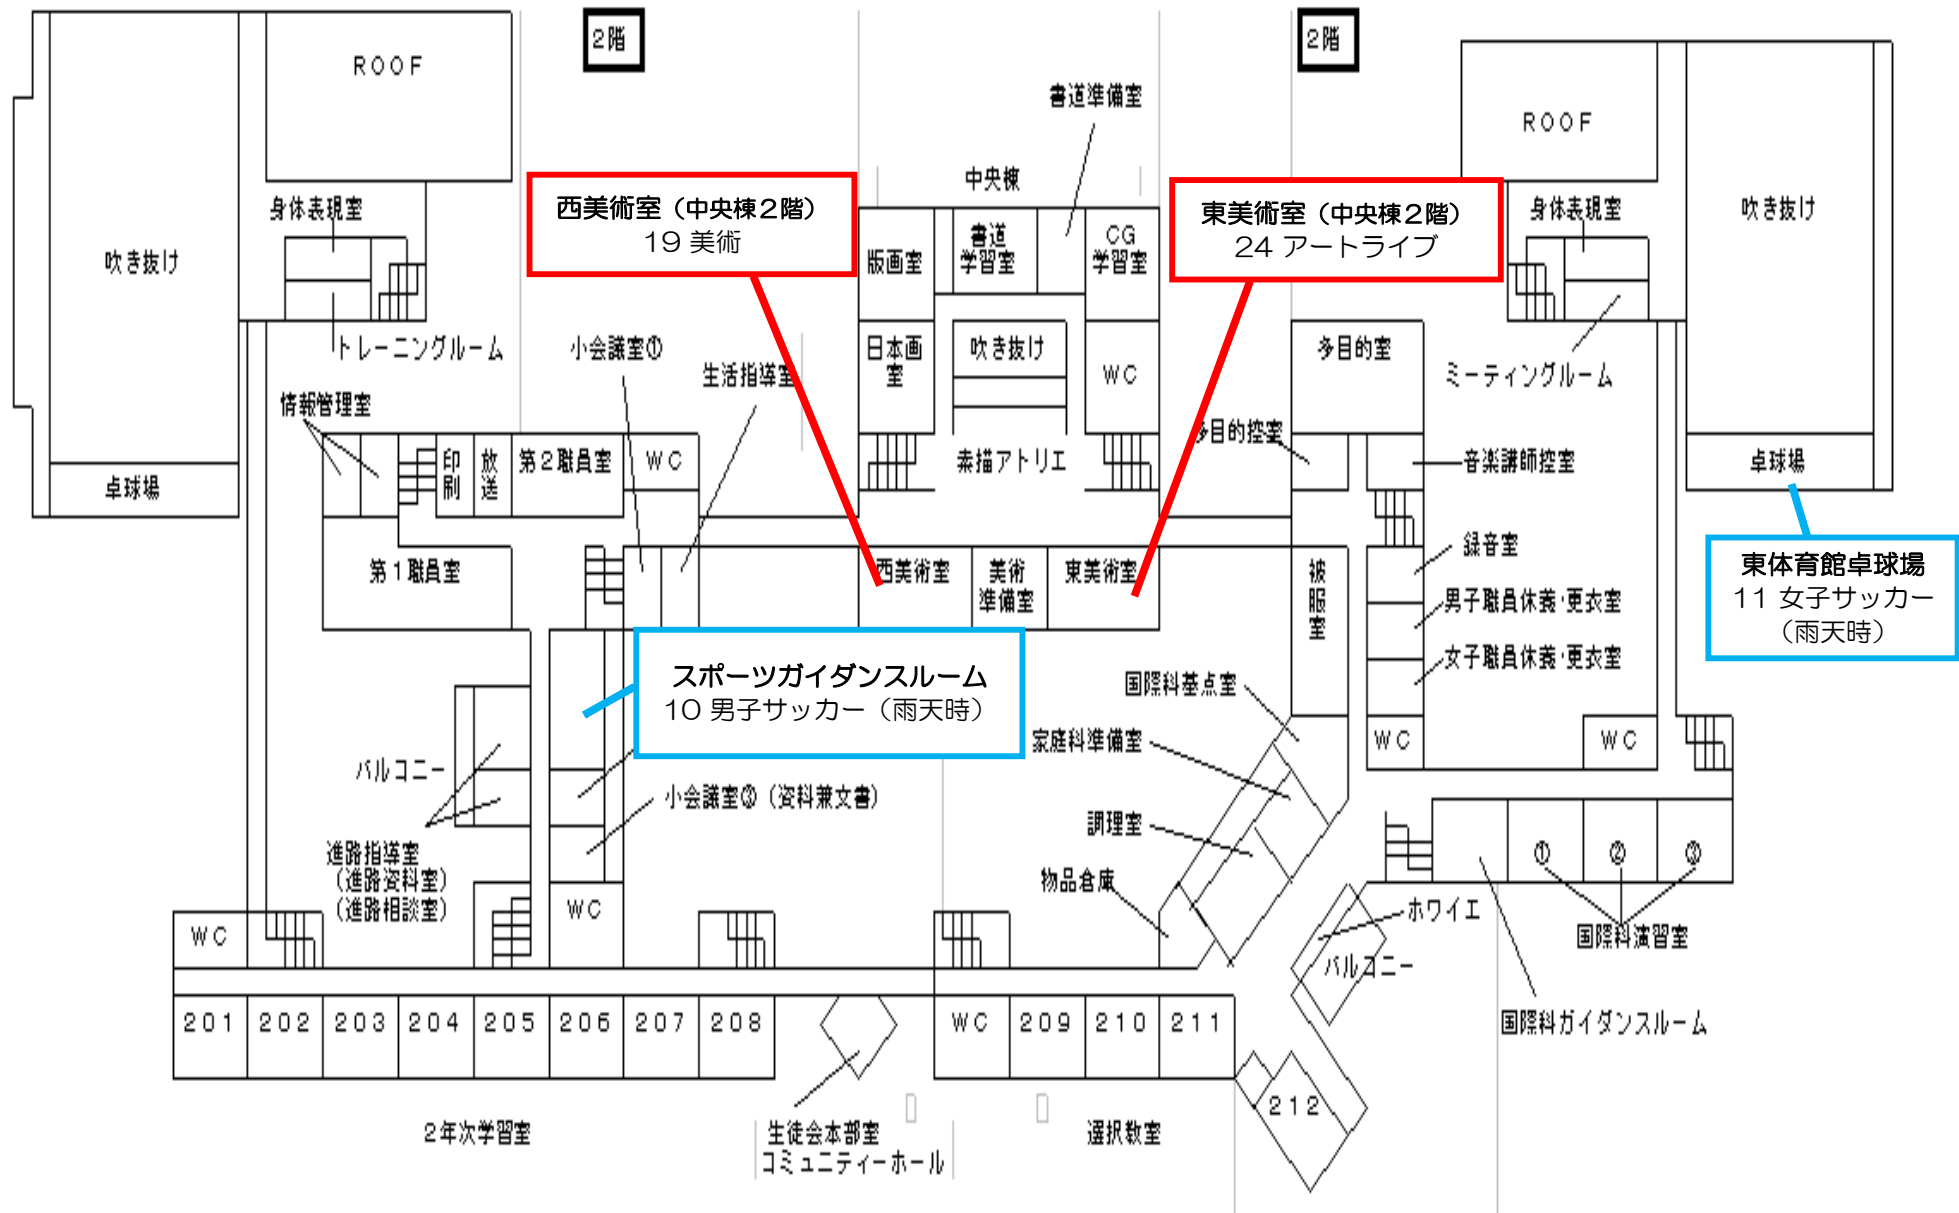 2階
2階
ROOF
ROOF
書道準備室
中央棟
西美術室（中央棟２階）
19 美術
東美術室（中央棟２階）
24 アートライブ
身体表現室
身体表現室
吹き抜け
吹き抜け
版画室
書道
学習室
CG
学習室
トレーニングルーム
小会議室①
生活指導室
日本画
室
吹き抜け
WC
多目的室
ミーティングルーム
情報管理室
多目的控室
卓球場
印刷
放送
第２職員室
WC
素描アトリエ
音楽講師控室
卓球場
第１職員室
西美術室
美術
準備室
東美術室
被服室
録音室
男子職員休養・更衣室
女子職員休養・更衣室
東体育館卓球場
11 女子サッカー
（雨天時）
スポーツガイダンスルーム
10 男子サッカー（雨天時）
国際科基点室
家庭科準備室
WC
WC
バルコニー
小会議室③（資料兼文書）
調理室
進路指導室
（進路資料室）
（進路相談室）
①
②
③
物品倉庫
WC
WC
ホワイエ
国際科演習室
バルコニー
国際科ガイダンスルーム
201
202
203
204
205
206
207
208
WC
209
210
211
212
2年次学習室
生徒会本部室
コミュニティーホール
選択教室